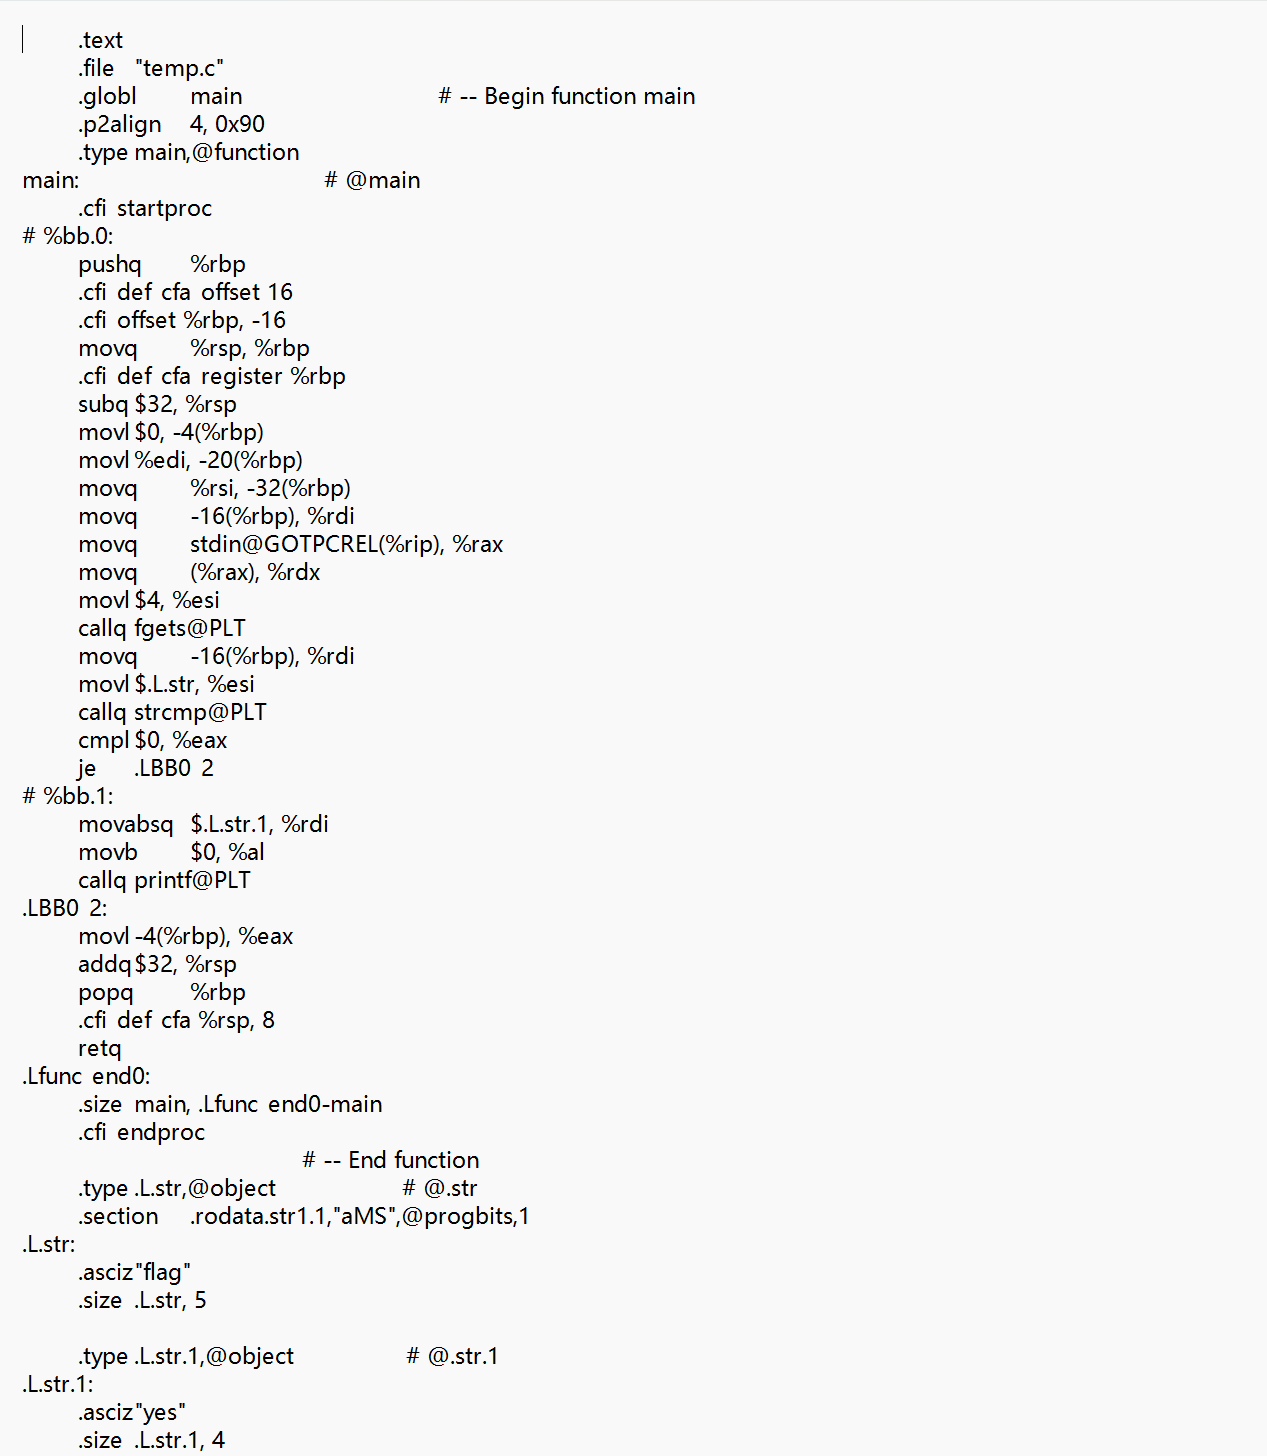 .text
.file "temp.c"
.globl main # -- Begin function main
.p2align 4, 0x90
.type main,@function
main: # @main
.cfi startproc
# %bb.0:
pushq %rbp
.cfi def cfa offset 16
.cfi offset %rbp, -16
movq %rsp, %rbp
.cfi def cfa register %rbp
subq $32, %rsp
movl $0, -4(%rbp)
movl %edi, -20(%rbp)
movq %rsi, -32(%rbp)
movq -16(%rbp), %rdi
movq stdin@GOTPCREL(%rip), %rax
movq (%rax), %rdx
movl $4, %esi
callq fgets@PLT
movq -16(%rbp), %rdi
movl $.L.str, %esi
callq strcmp@PLT
cmpl $0, %eax
je .LBB0 2
# %bb.1:
movabsq $.L.str.1, %rdi
movb $0, %al
callq printf@PLT
.LBB0 2:
movl -4(%rbp), %eax
addq $32, %rsp
popq %rbp
.cfi def cfa %rsp, 8
retq
.Lfunc end0:
.size main, .Lfunc end0-main
.cfi endproc
# -- End function
.type .L.str,@object # @.str
.section .rodata.str1.1,"aMS",@progbits,1
.L.str:
.asciz "flag"
.size .L.str, 5
.type .L.str.1,@object # @.str.1
.L.str.1:
.asciz "yes"
.size .L.str.1, 4